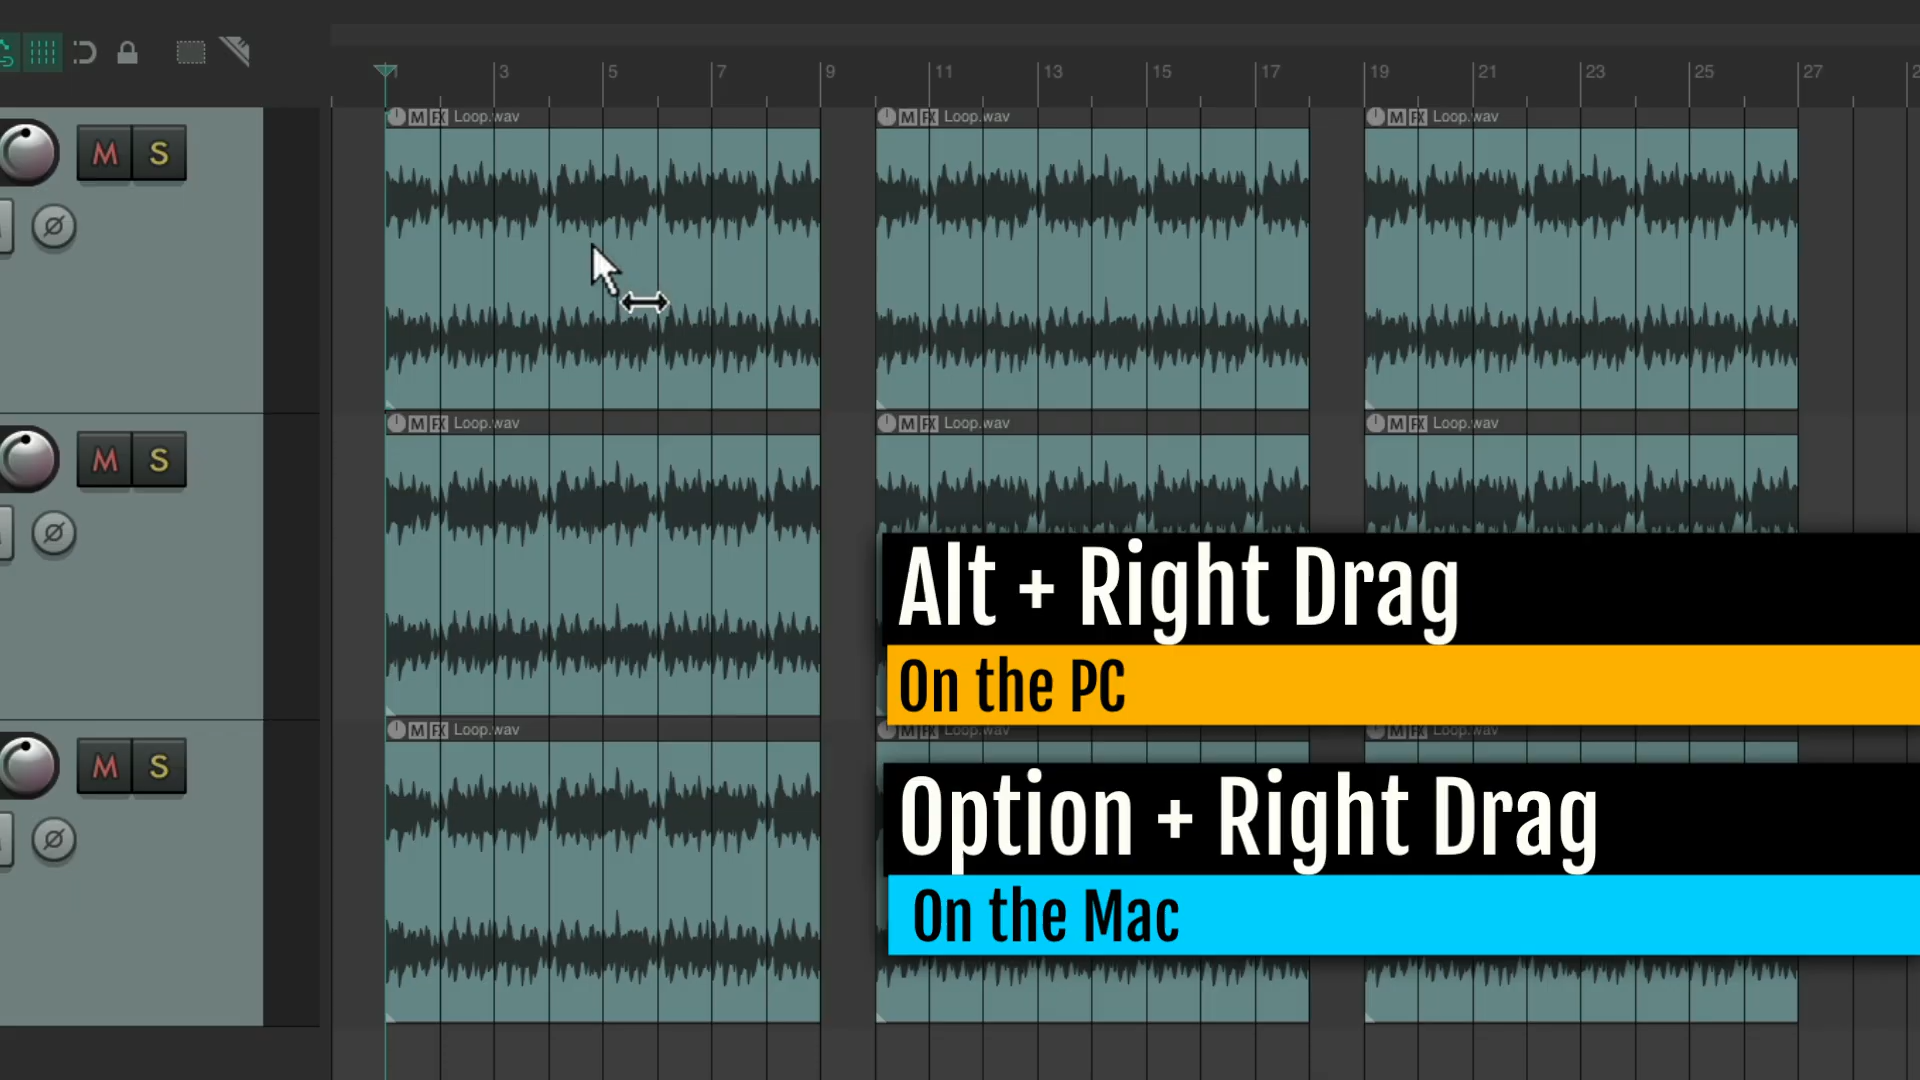 1 3 5 7 9 11 13 15 17 19 21 23 25 27
M FX Loop.wav M FX Loop.wav M FX Loop.wav
M S
Ø
M FX Loop.wav M FX Loop.wav M FX Loop.wav
M S
Ø
Alt + Right Drag
On the PC
M FX Loop.wav M FX Loop.wav M FX Loop.wav
M S
Ø
Option + Right Drag
On the Mac